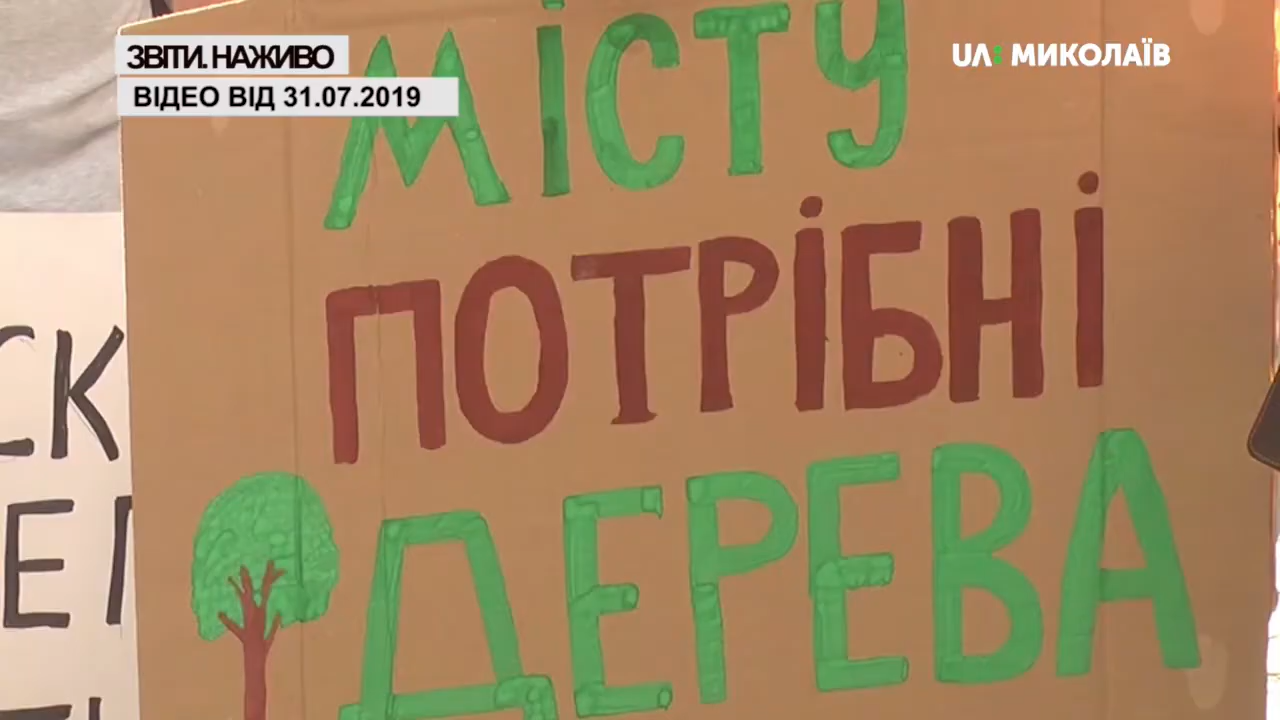 ЗВІТИ. НАЖИВО
ВІДЕО ВІД 31.07.2019
UA: МИКОЛАЇВ
МІСТУ
ПОТРІБНІ
ДЕРЕВА